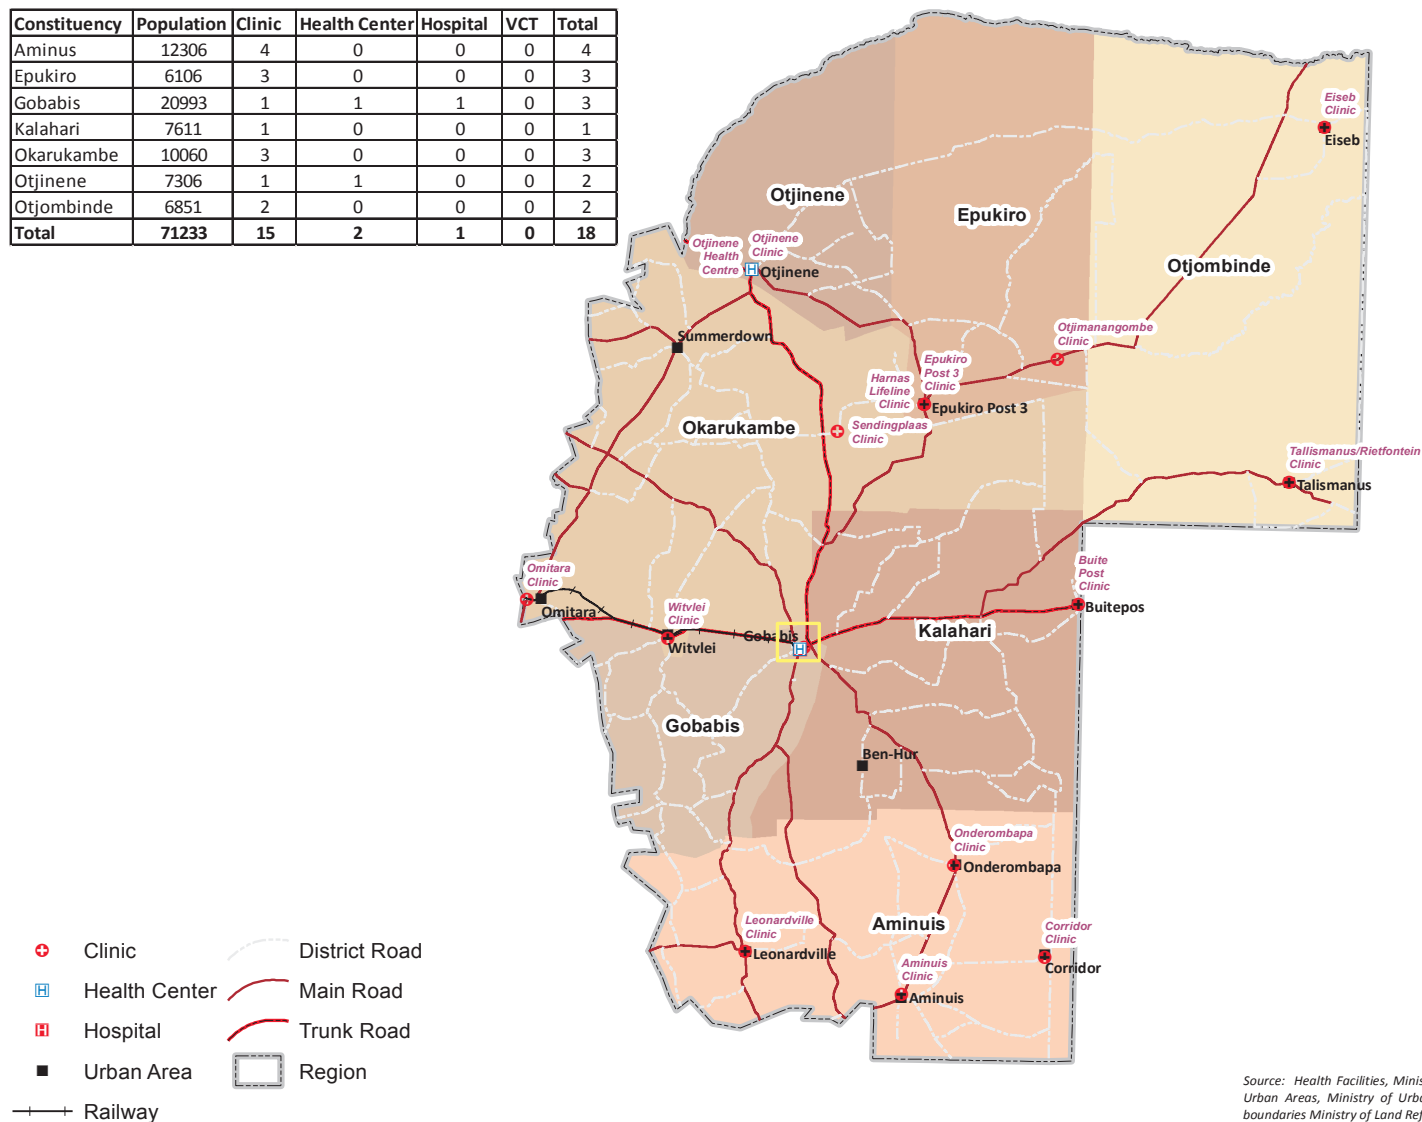 Constituency Population Clinic Health Center Hospital VCT Total
Aminus 12306 4 0 0 0 4
Epukiro 6106 3 0 0 0 3
Gobabis 20993 1 1 1 0 3
Kalahari 7611 1 0 0 0 1
Okarukambe 10060 3 0 0 0 3
Otjinene 7306 1 1 0 0 2
Otjombinde 6851 2 0 0 0 2
Total 71233 15 2 1 0 18
Eiseb
Clinic
Eiseb
Otjinene
Epukiro
Otjombinde
Otjinene
Health
Centre
Otjinene
Clinic
Otjinene
Summerdown
Otjimanangombe
Clinic
Epukiro
Post 3
Clinic
Harnas
Lifeline
Clinic
Epukiro Post 3
Okarukambe
Sendingplaas
Clinic
Tallismanus/Rietfontein
Clinic
Talismanus
Omitara
Clinic
Omitara
Witvlei
Clinic
Witvlei
Gobabis
Buite
Post
Clinic
Buitepos
Kalahari
Gobabis
Ben-Hur
Onderombapa
Clinic
Onderombapa
Aminuis
Leonardville
Clinic
Leonardville
Corridor
Clinic
Corridor
Aminuis
Clinic
Aminuis
Clinic
Health Center
Hospital
Urban Area
Railway
District Road
Main Road
Trunk Road
Region
Source: Health Facilities, Minis
Urban Areas, Ministry of Urb
boundaries Ministry of Land Ref